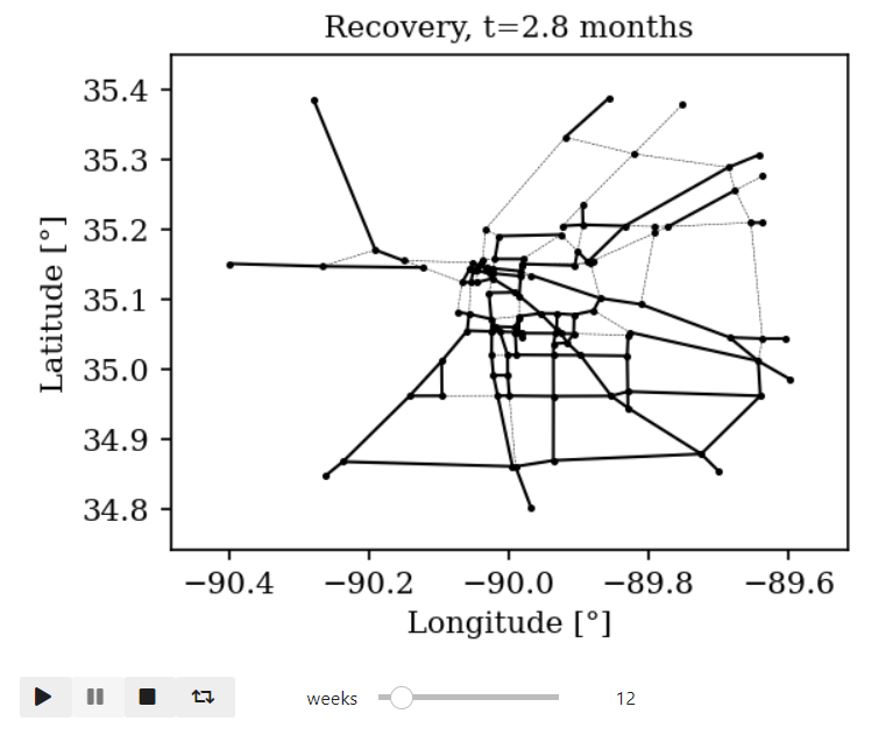 Recovery, t=2.8 months
35.4
35.3
35.2
35.1
35.0
34.9
34.8
Latitude [°]
−90.4 −90.2 −90.0 −89.8 −89.6
Longitude [°]
weeks 12